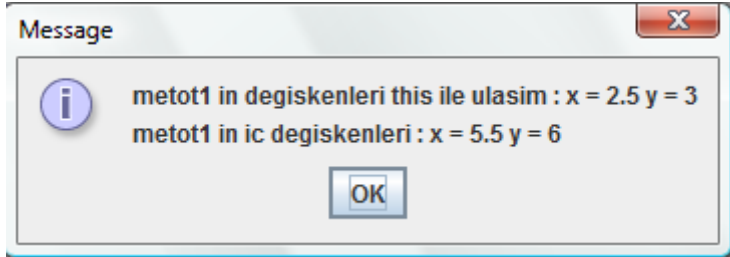 Message
metot1 in degiskenleri this ile ulasim : x = 2.5 y = 3
metot1 in ic degiskenleri : x = 5.5 y = 6
OK